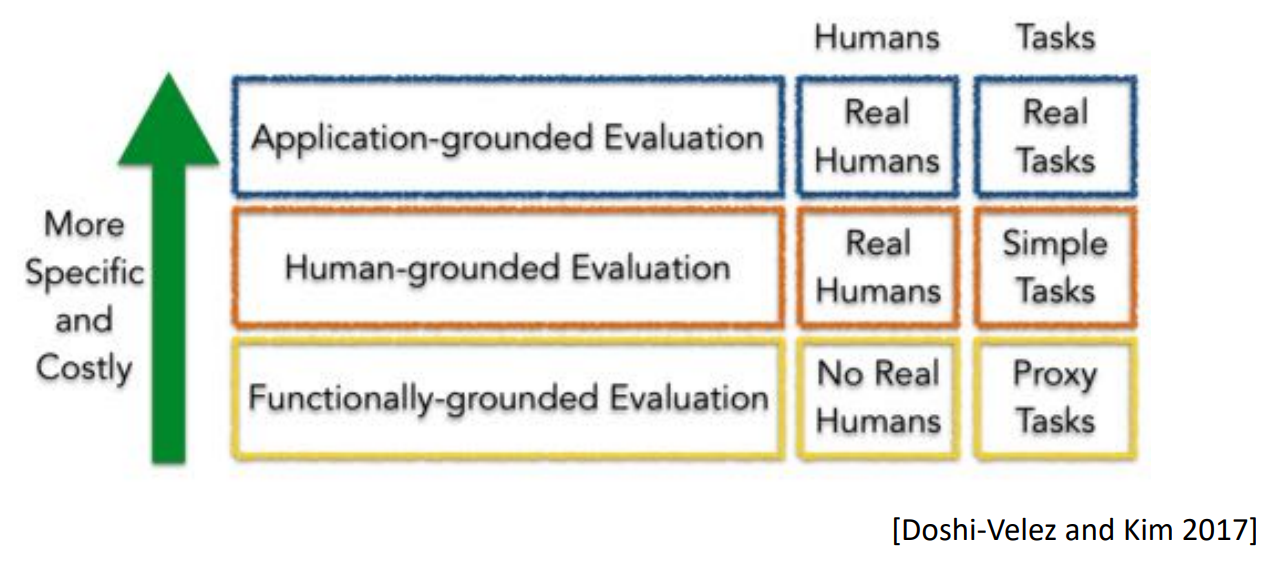 Humans Tasks
Application-grounded Evaluation
Real
Humans
Real
Tasks
More
Specific
and
Costly
Human-grounded Evaluation
Real
Humans
Simple
Tasks
Functionally-grounded Evaluation
No Real
Humans
Proxy
Tasks
[Doshi-Velez and Kim 2017]